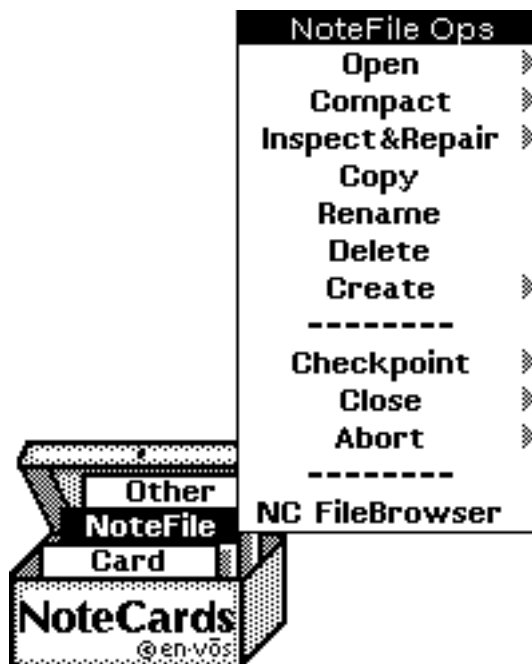 NoteFile Ops
Open
Compact
Inspect&Repair
Copy
Rename
Delete
Create
--------
Checkpoint
Close
Abort
--------
NC FileBrowser
Other
NoteFile
Card
NoteCards
©en·vōs